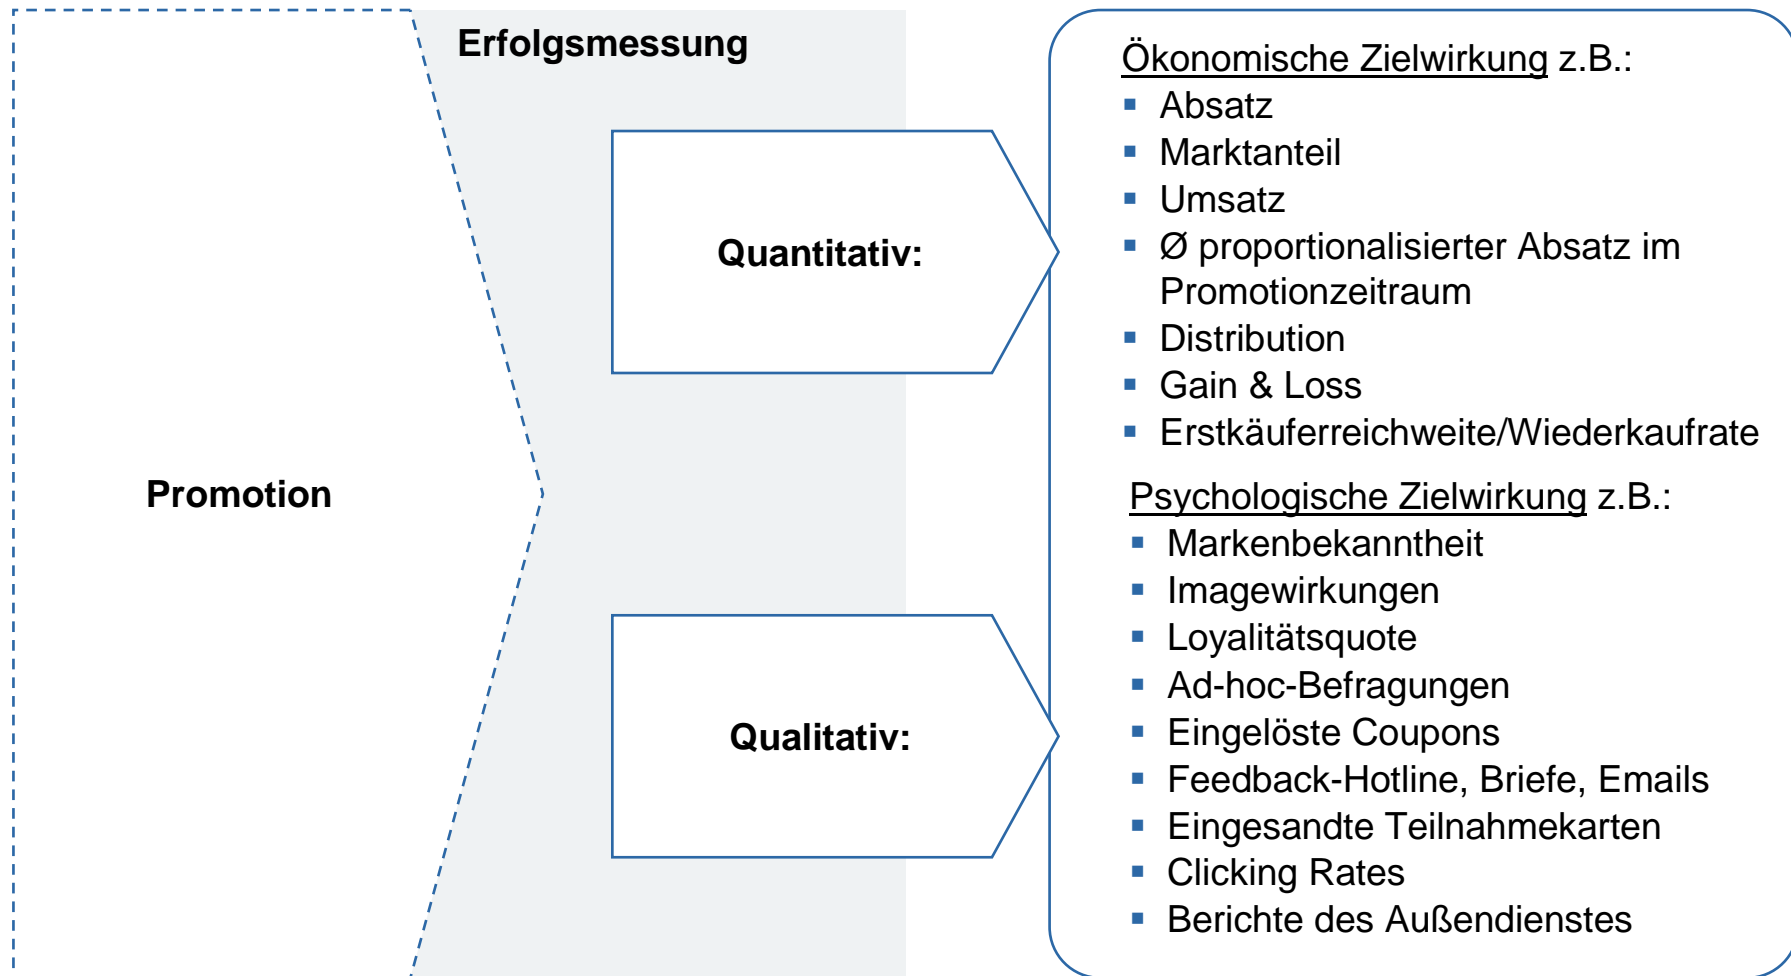 Promotion
Erfolgsmessung
Quantitativ:
Ökonomische Zielwirkung z.B.:
▪ Absatz
▪ Marktanteil
▪ Umsatz
▪ Ø proportionalisierter Absatz im
Promotionzeitraum
▪ Distribution
▪ Gain & Loss
▪ Erstkäuferreichweite/Wiederkaufrate
Qualitativ:
Psychologische Zielwirkung z.B.:
▪ Markenbekanntheit
▪ Imagewirkungen
▪ Loyalitätsquote
▪ Ad-hoc-Befragungen
▪ Eingelöste Coupons
▪ Feedback-Hotline, Briefe, Emails
▪ Eingesandte Teilnahmekarten
▪ Clicking Rates
▪ Berichte des Außendienstes